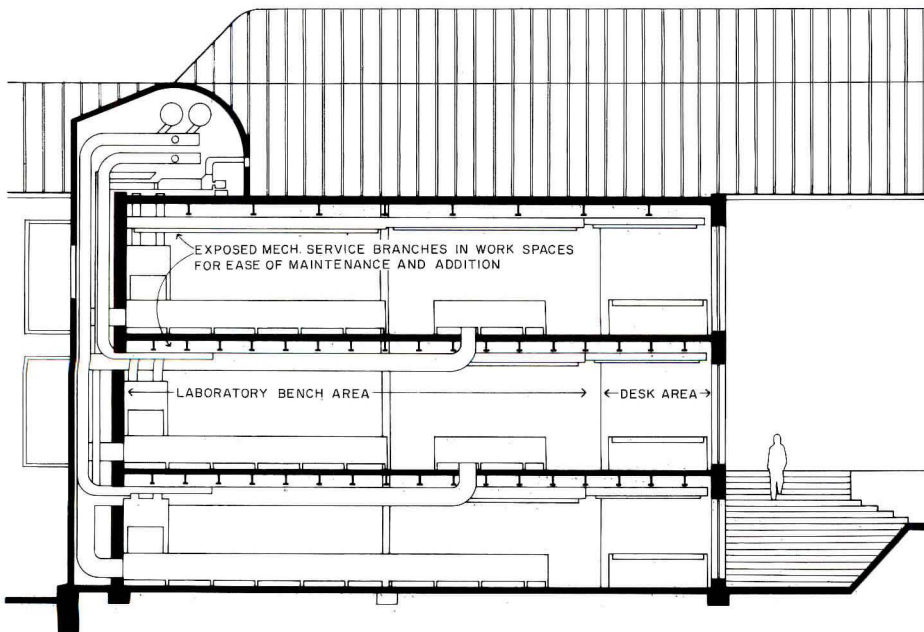 EXPOSED MECH. SERVICE BRANCHES IN WORK SPACES
FOR EASE OF MAINTENANCE AND ADDITION
LABORATORY BENCH AREA
DESK AREA